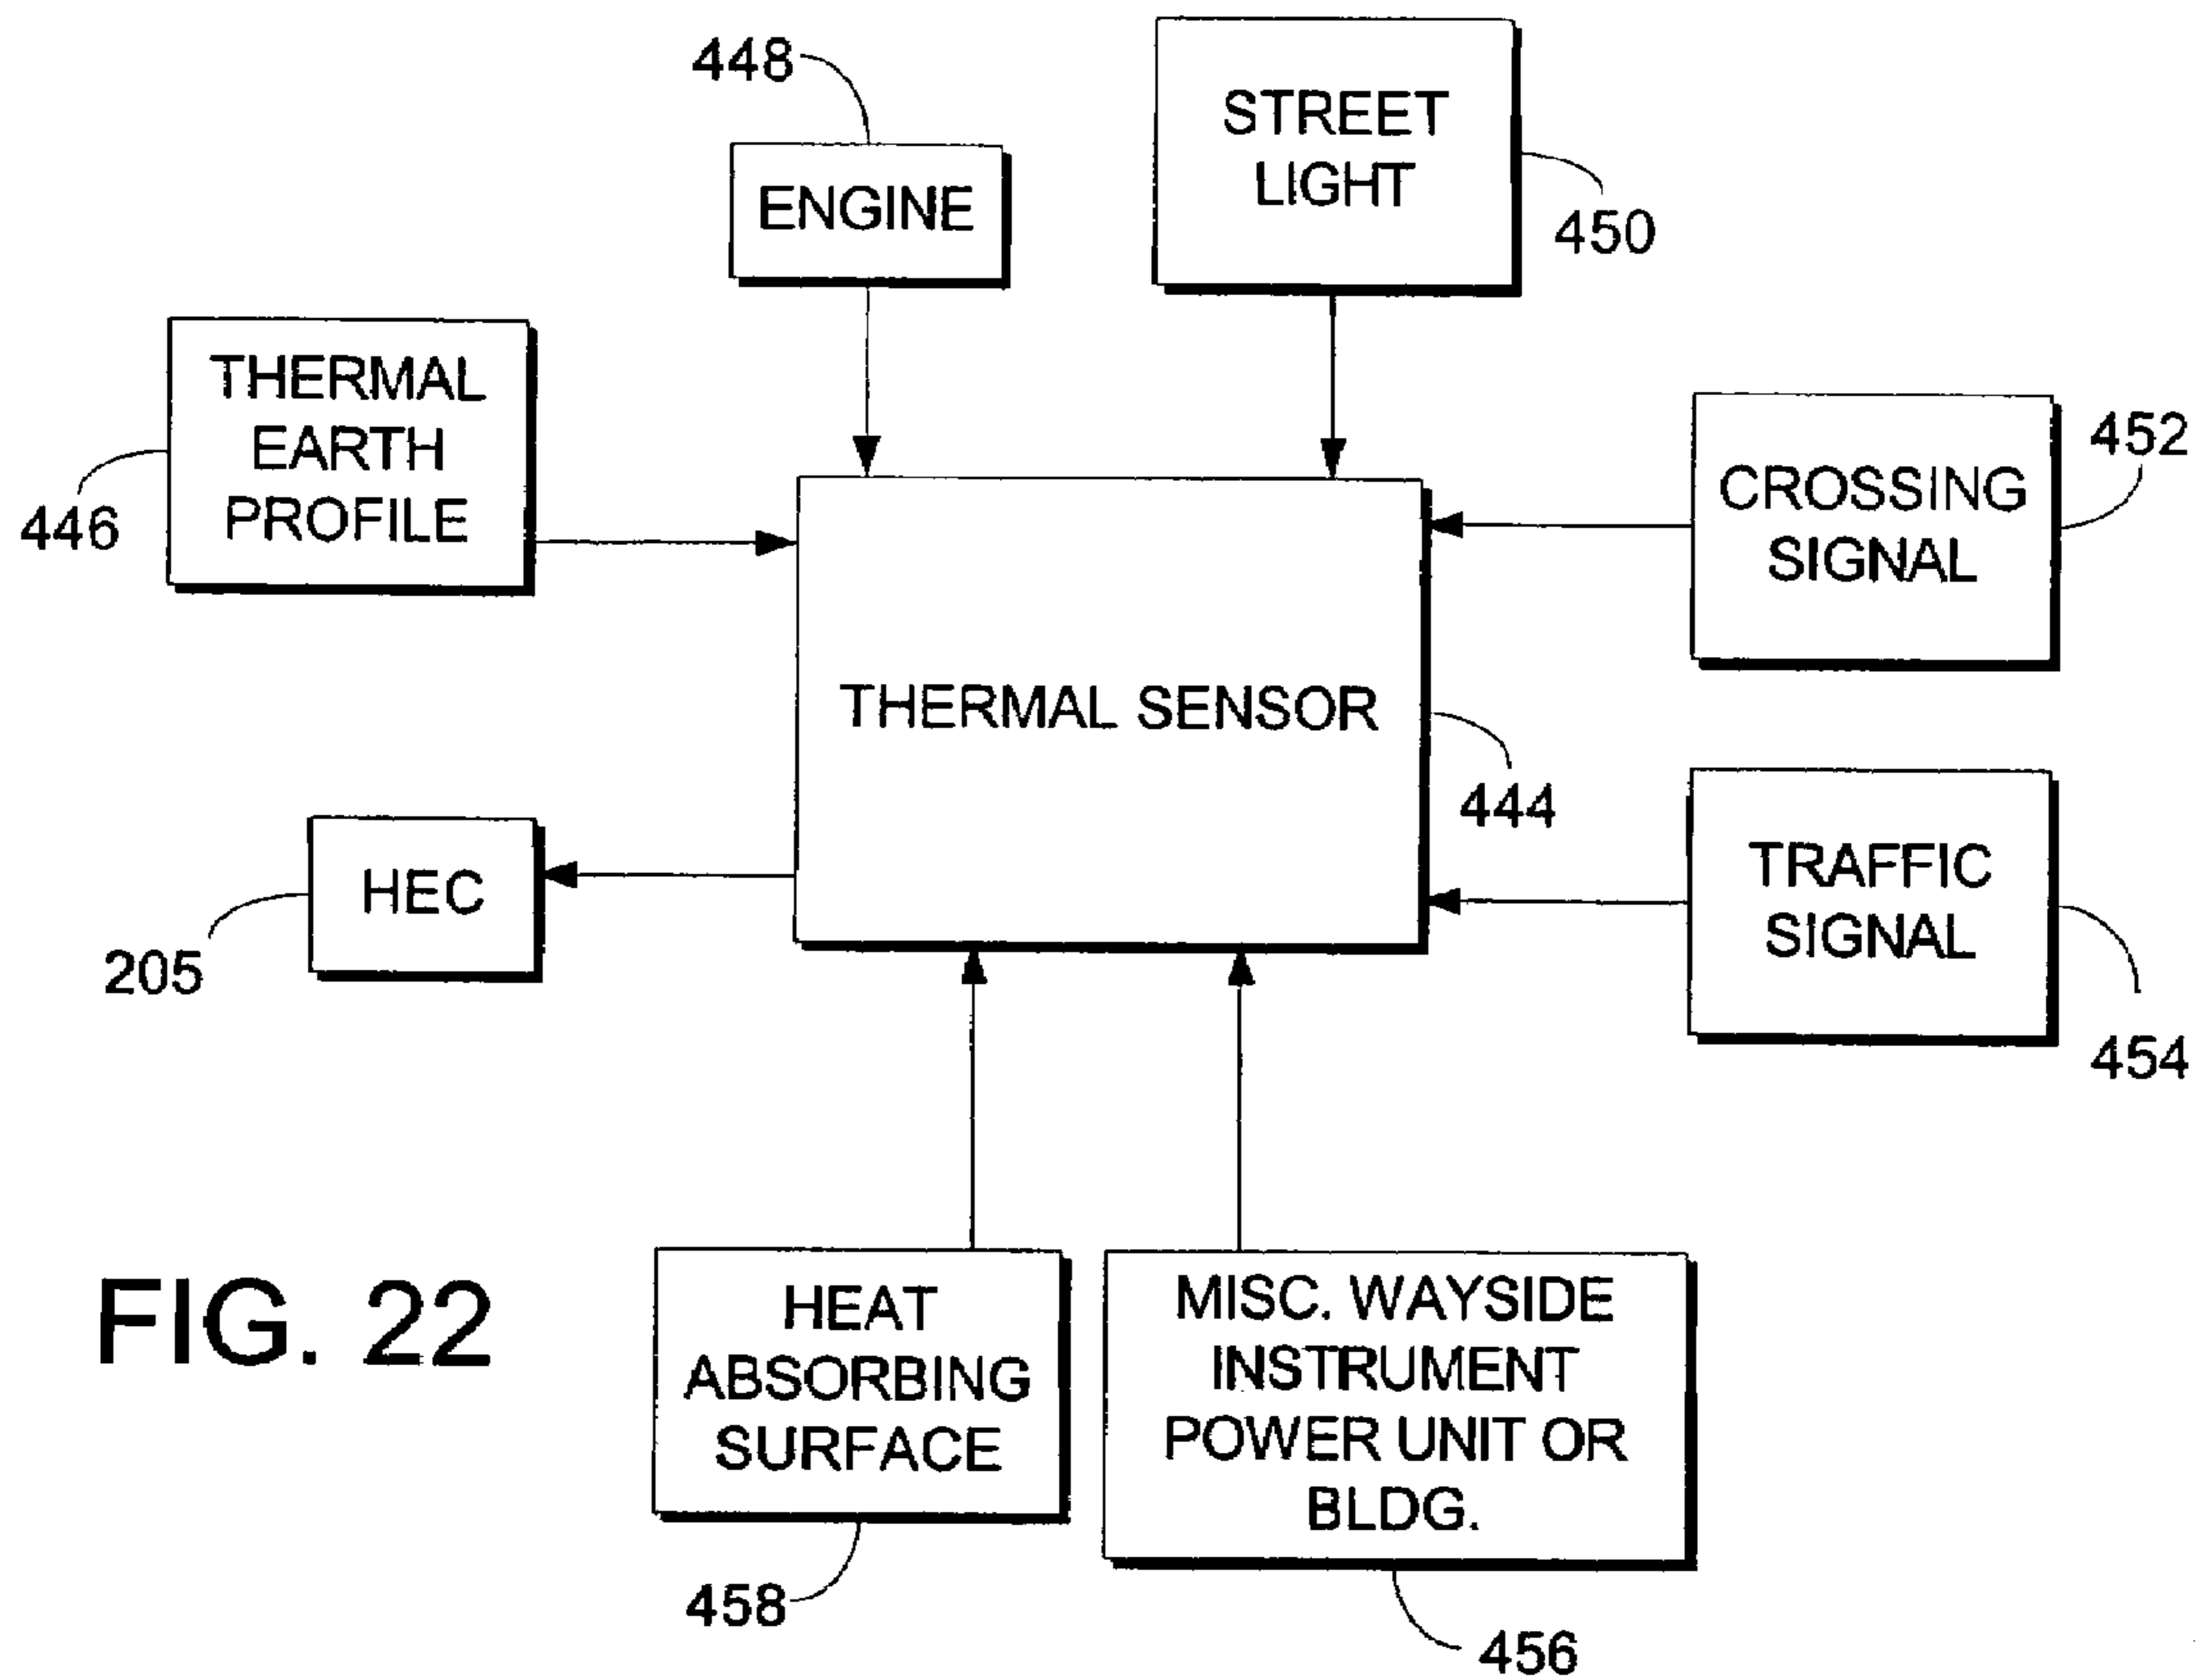 448
STREET
LIGHT
450
ENGINE
THERMAL
EARTH
PROFILE
446
452
CROSSING
SIGNAL
THERMAL SENSOR
444
TRAFFIC
SIGNAL
454
HEC
205
FIG. 22
HEAT
ABSORBING
SURFACE
458
MISC. WAYSIDE
INSTRUMENT
POWER UNIT OR
BLDG.
456